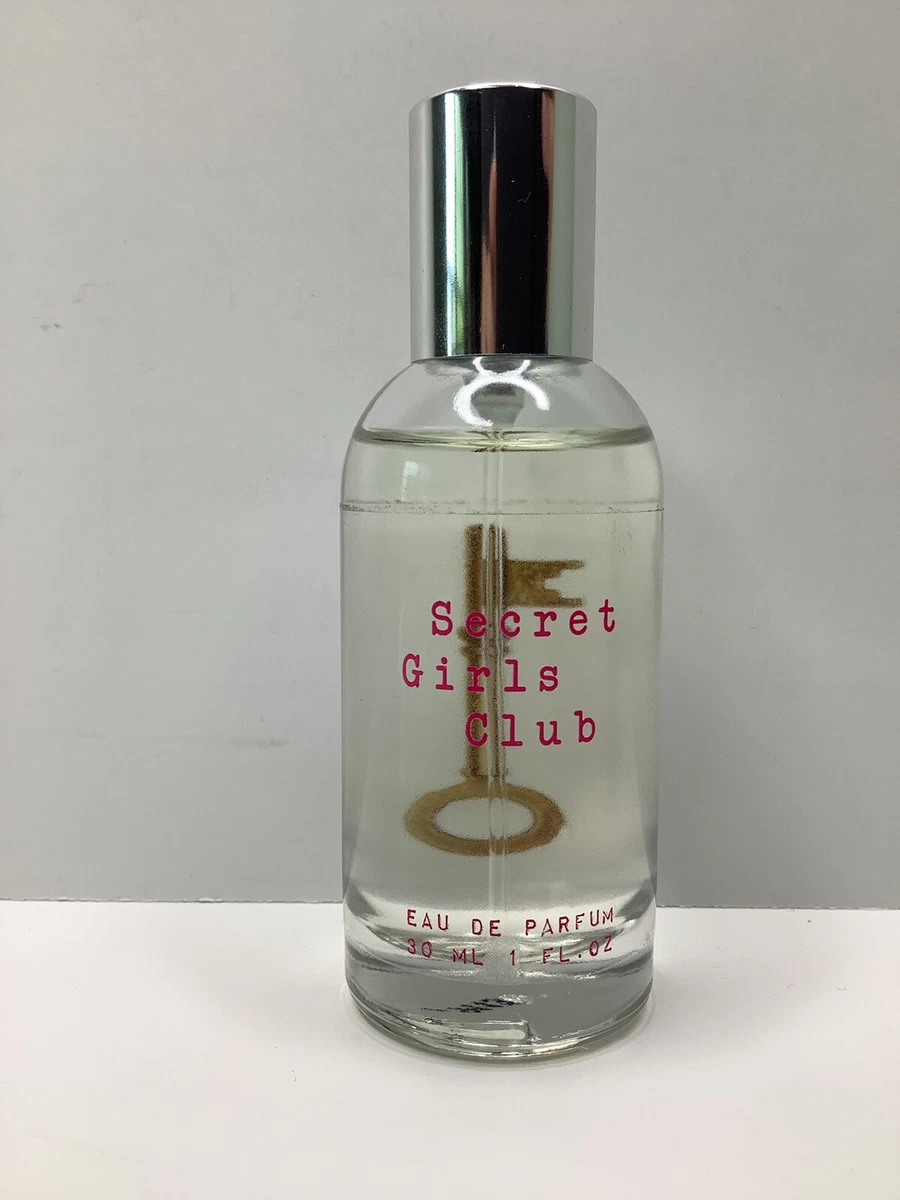 Secret
Girls
Club
EAU DE PARFUM
30 ML 1 FL.OZ